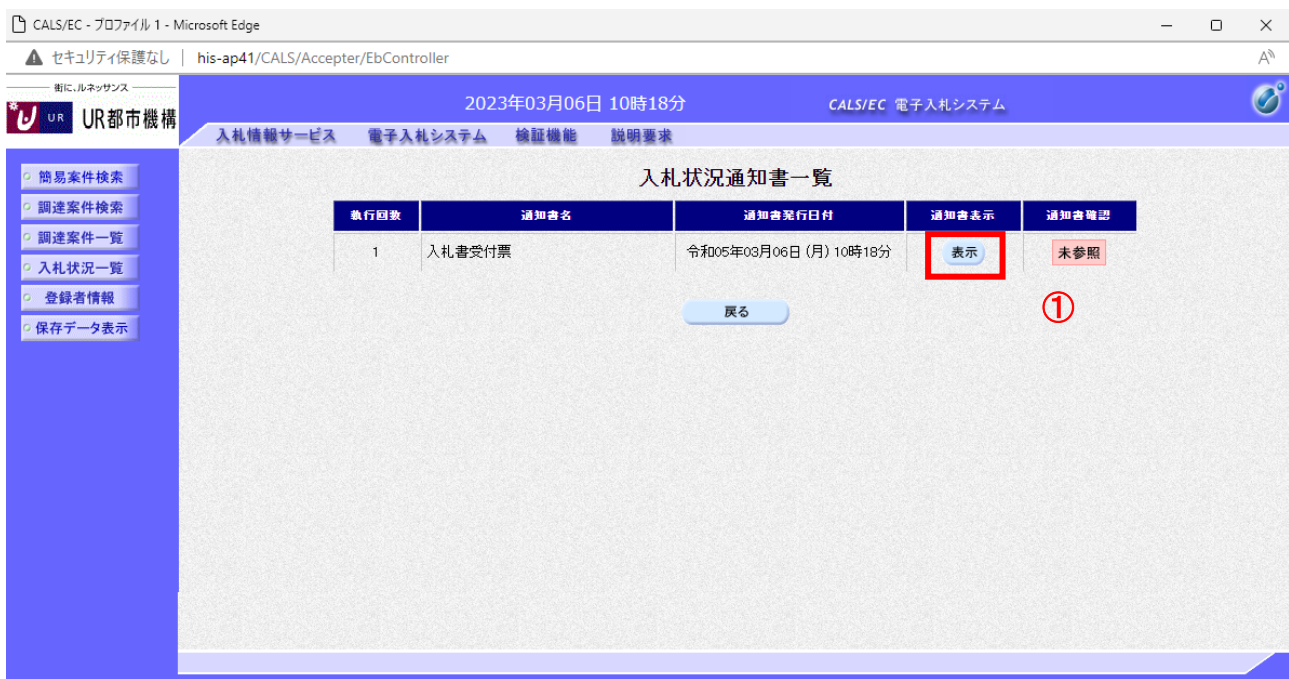 CALS/EC - プロファイル 1 - Microsoft Edge
セキュリティ保護なし | his-ap41/CALS/Accepter/EbController
街に、ルネッサンス
UR UR都市機構
2023年03月06日 10時18分
CALS/EC 電子入札システム
入札情報サービス 電子入札システム 検証機能 説明要求
簡易案件検索
調達案件検索
調達案件一覧
入札状況一覧
登録者情報
保存データ表示
入札状況通知書一覧
執行回数 通知書名 通知書発行日付 通知書表示 通知書確認
1 入札書受付票 令和05年03月06日 (月) 10時18分 表示 未参照
①
戻る